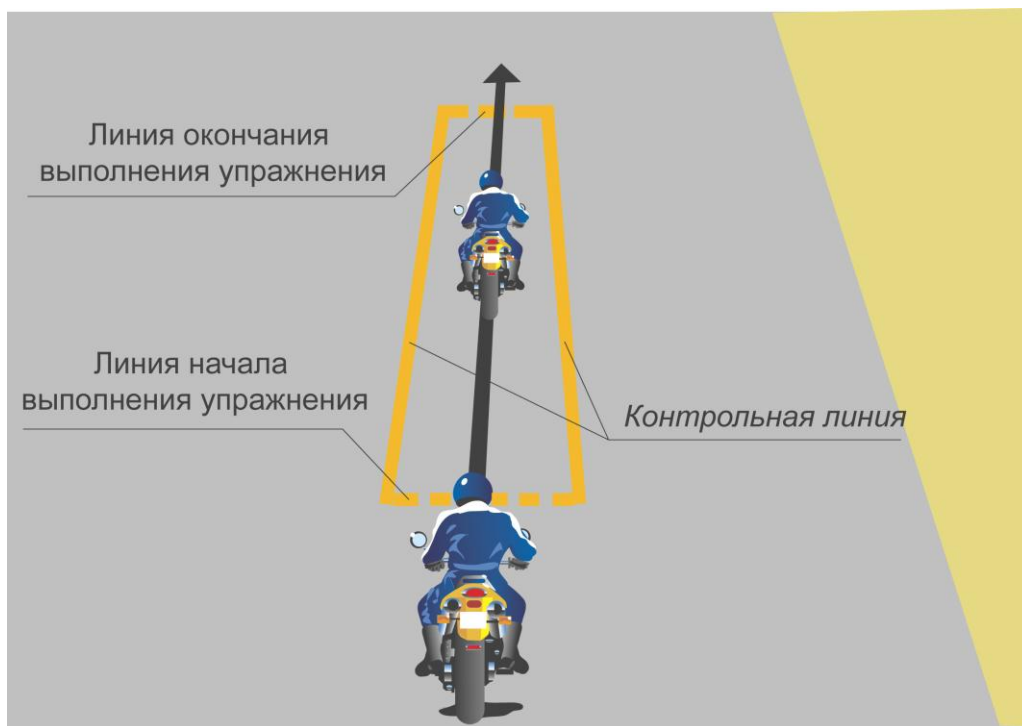 Линия окончания
выполнения упражнения
Линия начала
выполнения упражнения
Контрольная линия